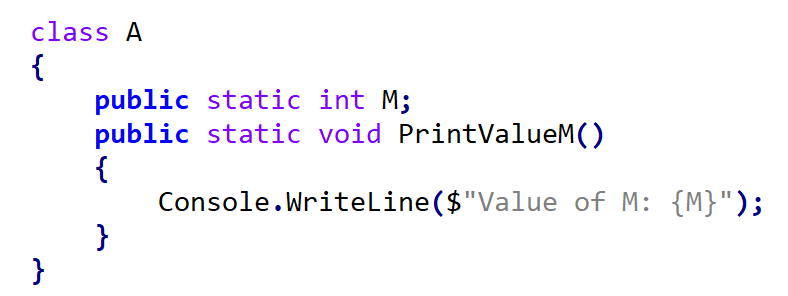 class A
{
    public static int M;
    public static void PrintValueM()
    {
        Console.WriteLine($"Value of M: {M}");
    }
}